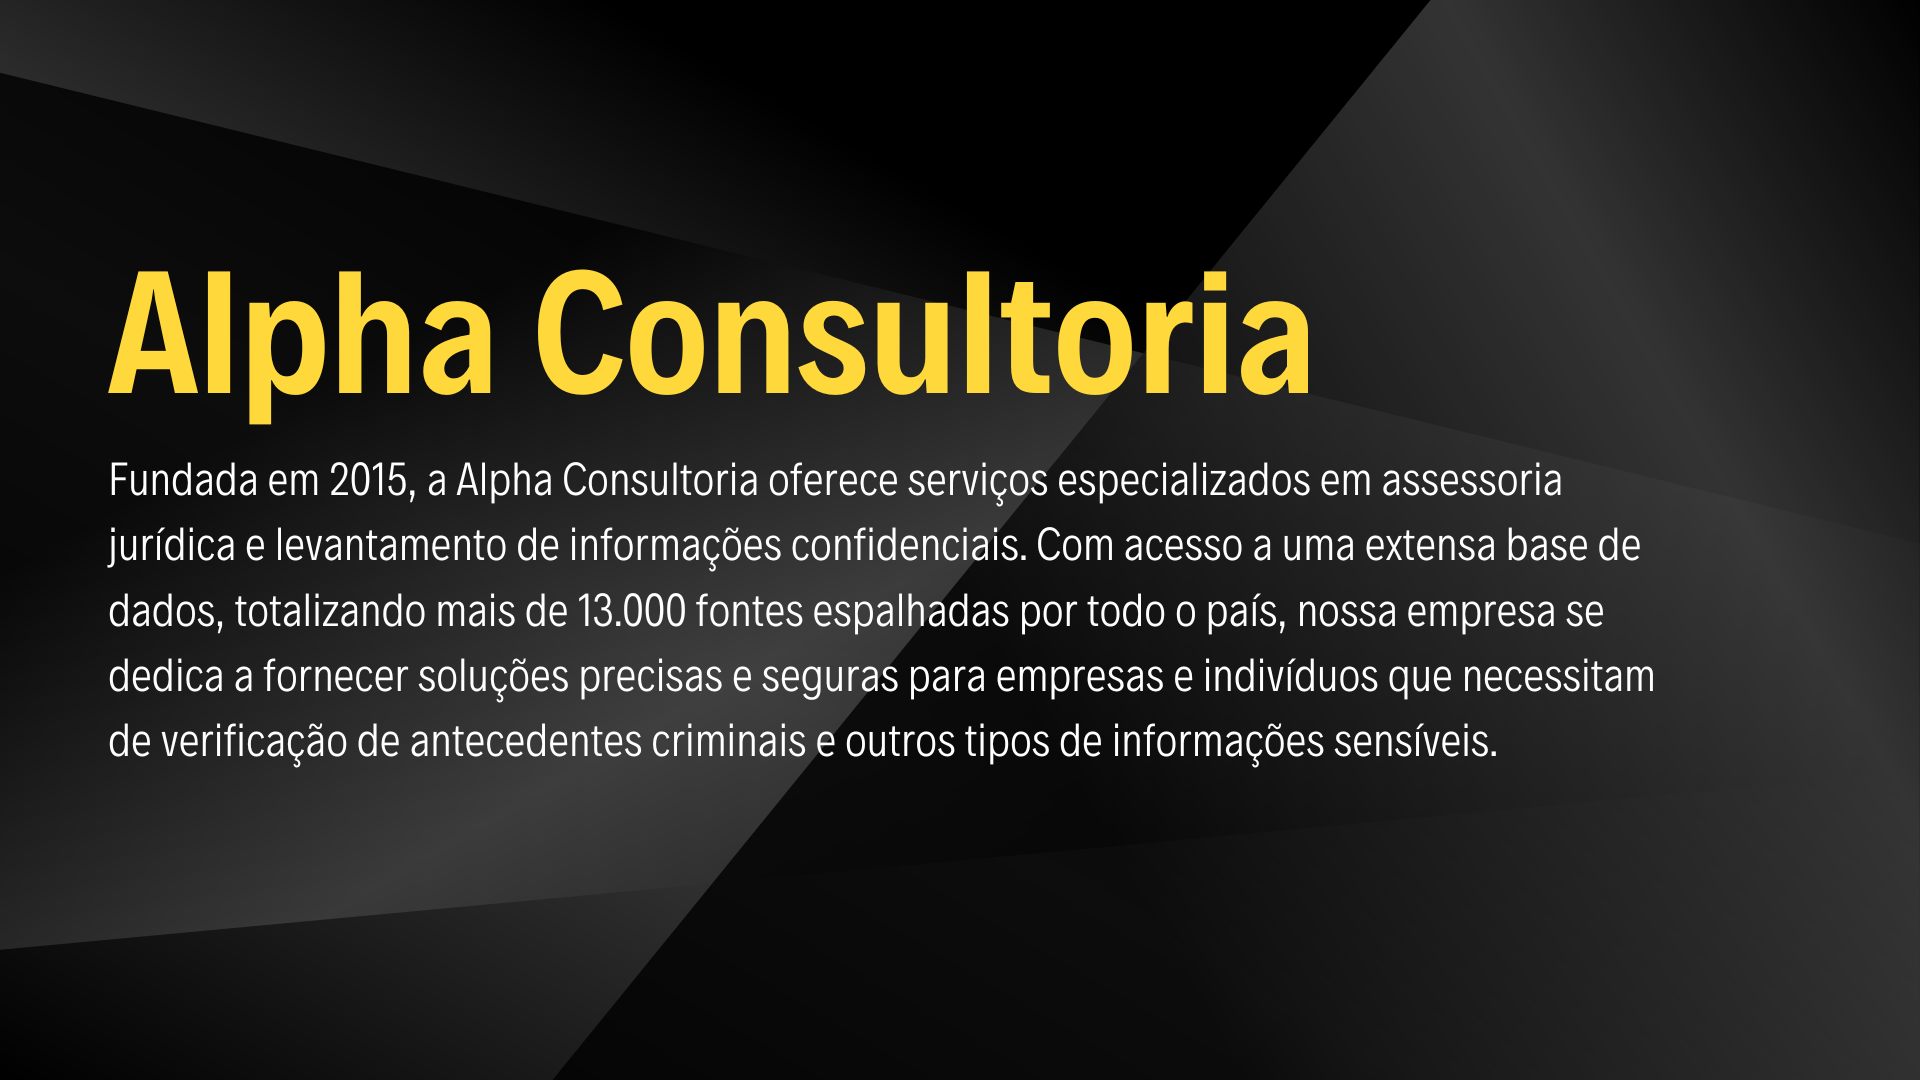 Alpha Consultoria
Fundada em 2015, a Alpha Consultoria oferece serviços especializados em assessoria
jurídica e levantamento de informações confidenciais. Com acesso a uma extensa base de
dados, totalizando mais de 13.000 fontes espalhadas por todo o país, nossa empresa se
dedica a fornecer soluções precisas e seguras para empresas e indivíduos que necessitam
de verificação de antecedentes criminais e outros tipos de informações sensíveis.